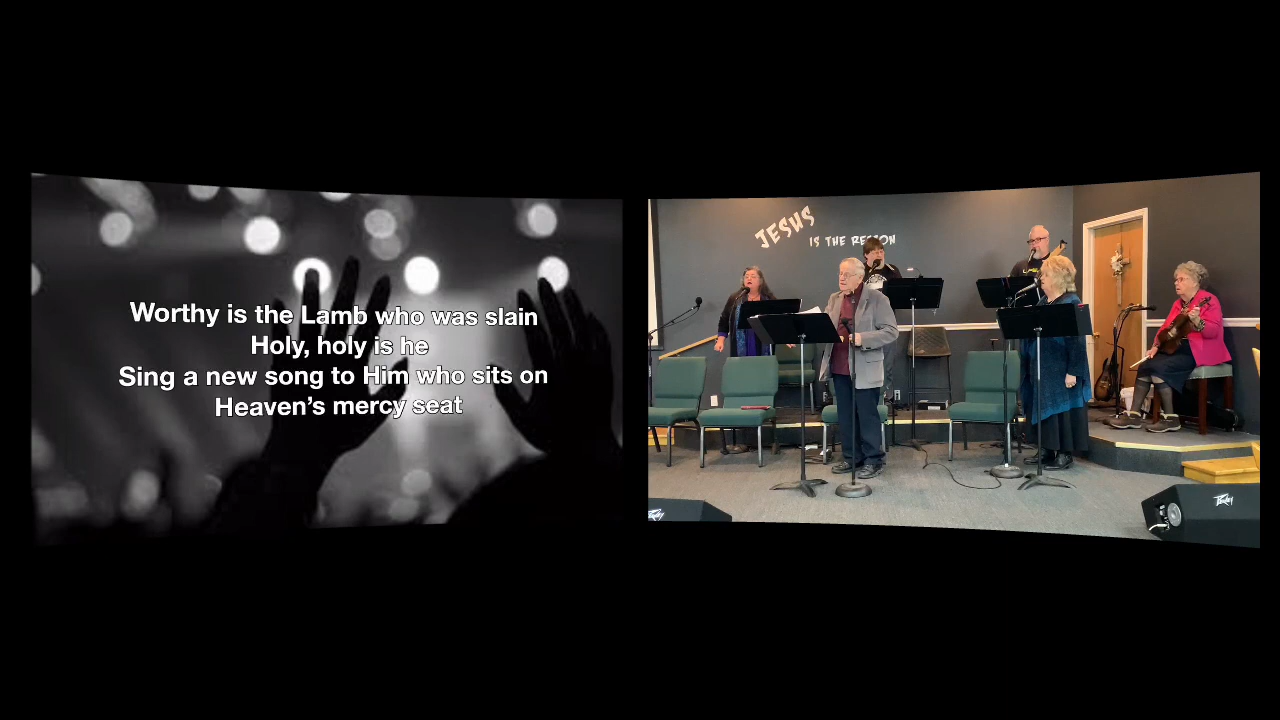 Worthy is the Lamb who was slain
Holy, holy is he
Sing a new song to Him who sits on
Heaven's mercy seat
JESUS
IS THE REASON
Peavey